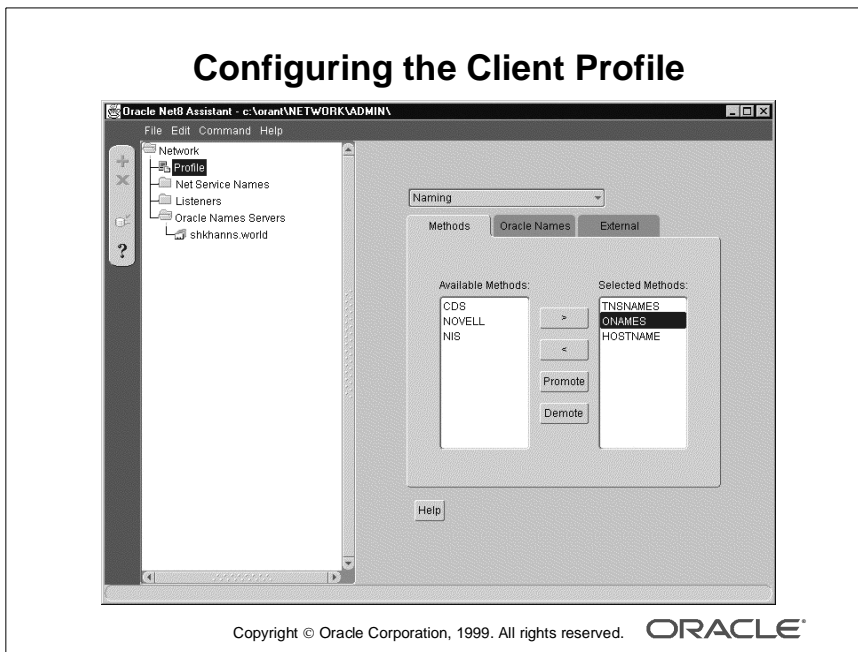 Configuring the Client Profile
Oracle Net8 Assistant - c:\orant\NETWORK\ADMIN\
File Edit Command Help
Network
Profile
Net Service Names
Listeners
Oracle Names Servers
shkhanns.world
?
Naming
Methods Oracle Names External
Available Methods:
CDS
NOVELL
NIS
>
<
Promote
Demote
Selected Methods:
TNSNAMES
ONAMES
HOSTNAME
Help
Copyright © Oracle Corporation, 1999. All rights reserved. ORACLE®